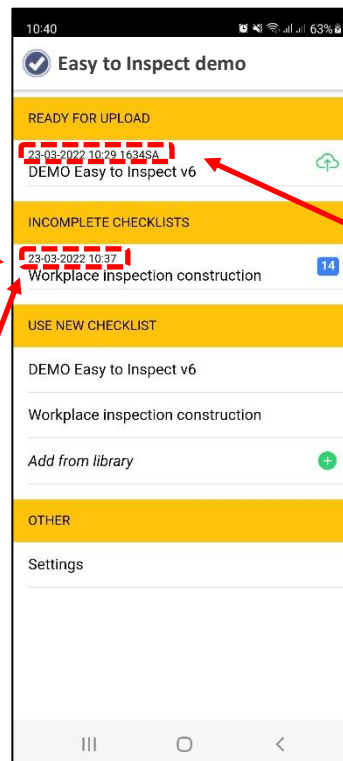 10:40 63%
Easy to Inspect demo
READY FOR UPLOAD
23-03-2022 10:29 1634SA
DEMO Easy to Inspect v6
INCOMPLETE CHECKLISTS
23-03-2022 10:37
Workplace inspection construction 14
USE NEW CHECKLIST
DEMO Easy to Inspect v6
Workplace inspection construction
Add from library
OTHER
Settings